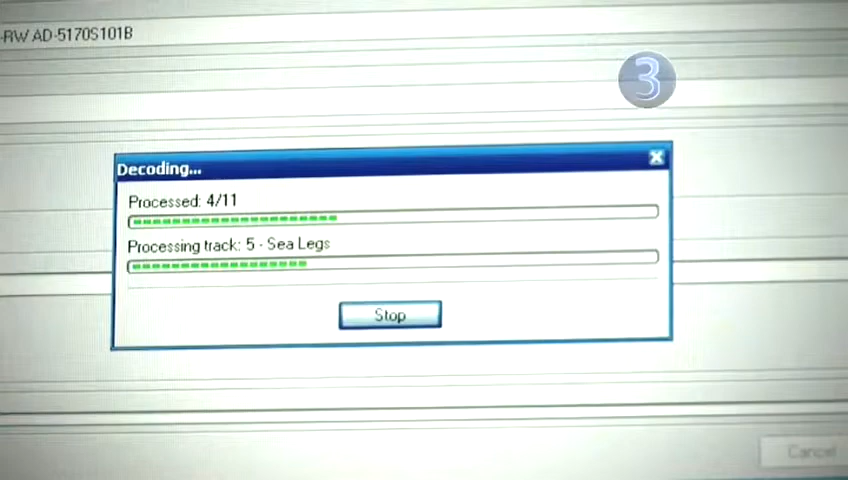 -RW AD-5170S101B
3
Decoding...
Processed: 4/11
Processing track: 5 - Sea Legs
Stop
Cancel